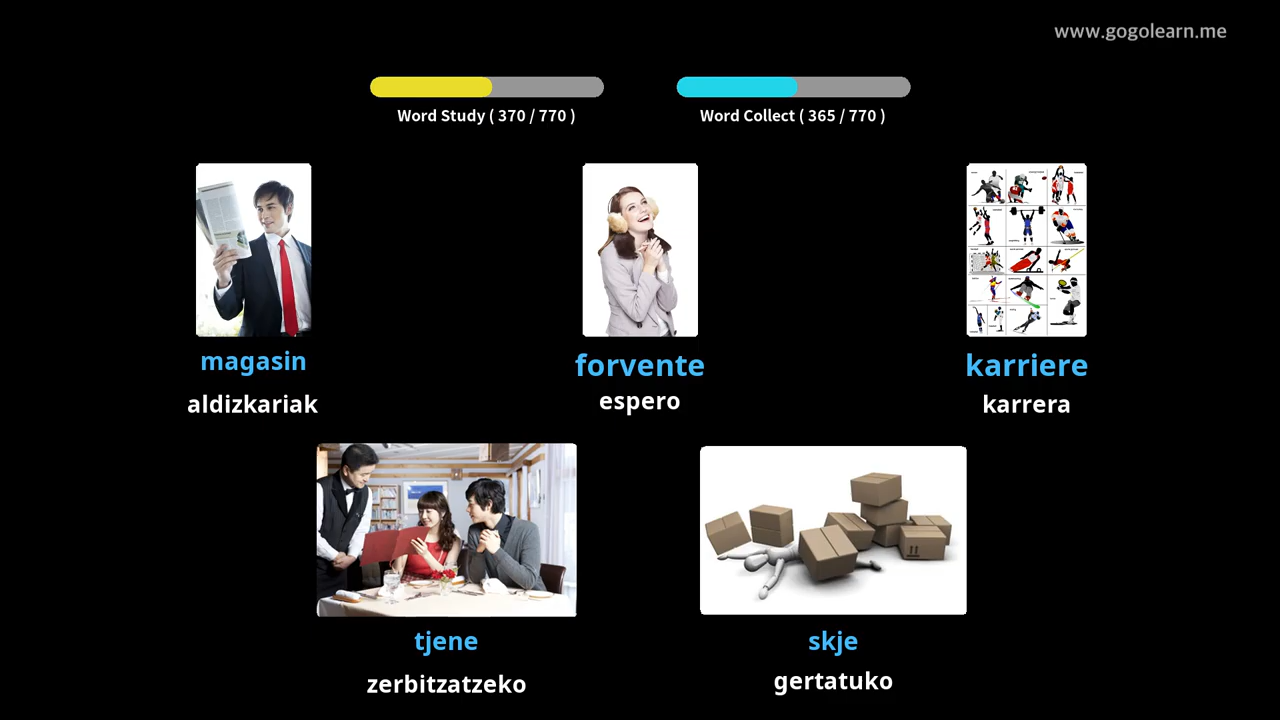 www.gogolearn.me
Word Study ( 370 / 770 )
Word Collect ( 365 / 770 )
magasin
forvente
karriere
aldizkariak
espero
karrera
tjene
skje
zerbitzatzeko
gertatuko